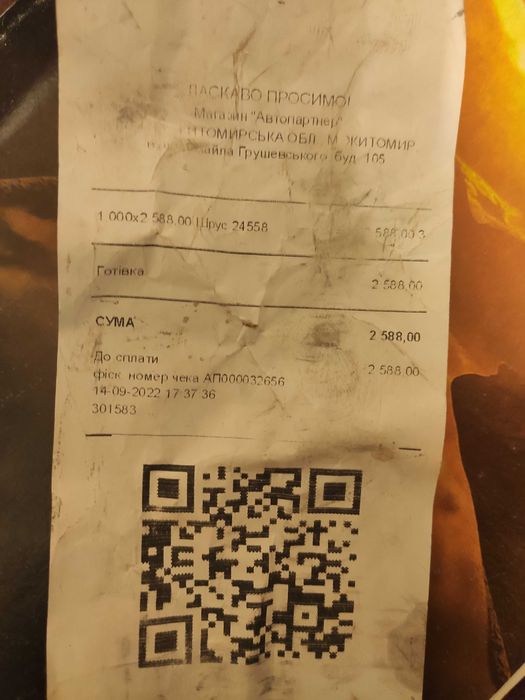 ЛАСКАВО ПРОСИМО!
Магазин "Автопартнер"
ЖИТОМИРСЬКА ОБЛ. М ЖИТОМИР
Грушевського буд 105
1 000x2 588,00 Шрус 24558 588,00 З
Готівка 2 588,00
СУМА 2 588,00
До сплати 2 588,00
фіск. номер чека АП000032656
14-09-2022 17 37 36
301583